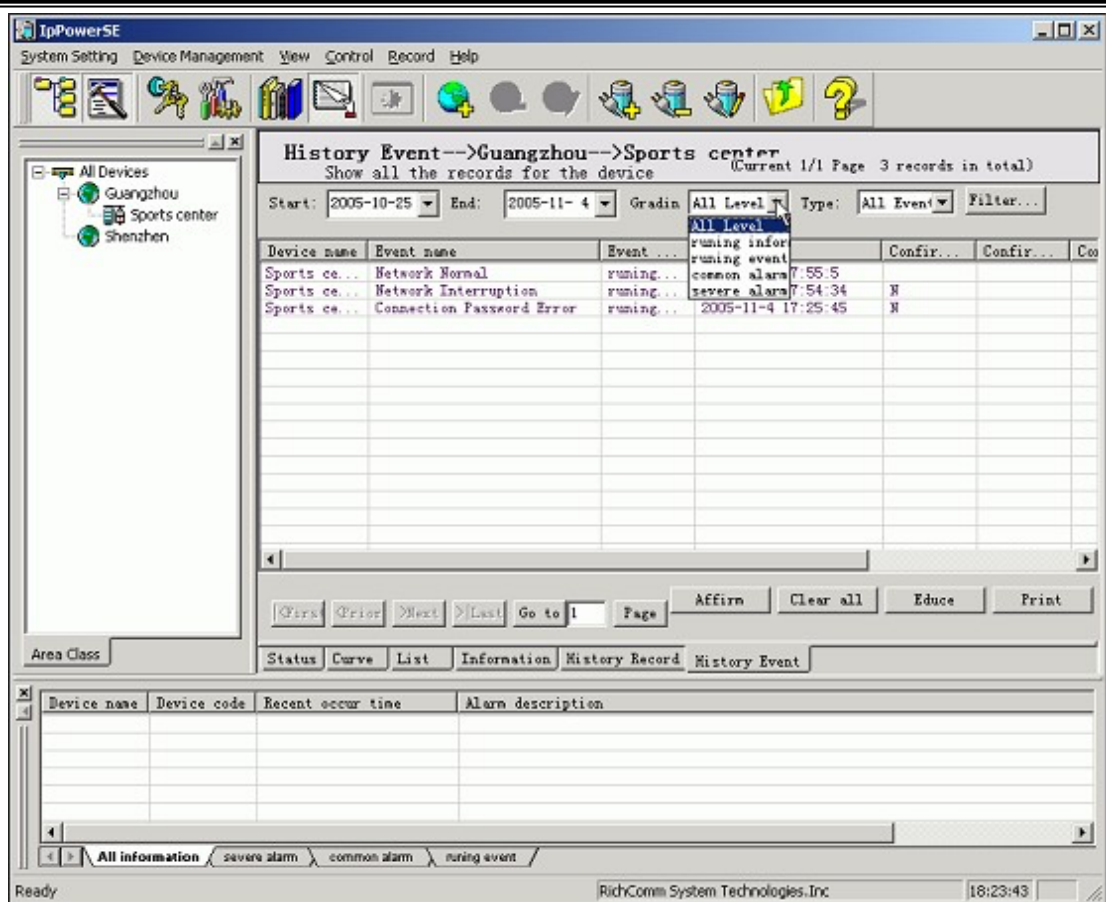 IpPowerSE
System Setting Device Management View Control Record Help
History Event-->Guangzhou-->Sports center
Show all the records for the device (Current 1/1 Page 3 records in total)
All Devices
Guangzhou
Sports center
Shenzhen
Start: 2005-10-25 End: 2005-11- 4 Gradin All Level Type: All Event Filter...
All Level
runing infor
runing event
common alarm
severe alarm
Device name Event name Event ... Confir... Confir... Co
Sports ce... Network Normal runing... 7:55:5
Sports ce... Network Interruption runing... 7:54:34 N
Sports ce... Connection Password Error runing... 2005-11-4 17:25:45 N
|<First <Prior >Next >|Last Go to 1 Page Affirm Clear all Educe Print
Area Class
Status Curve List Information History Record History Event
Device name Device code Recent occur time Alarm description
All information severe alarm common alarm runing event
Ready RichComm System Technologies.Inc 18:23:43